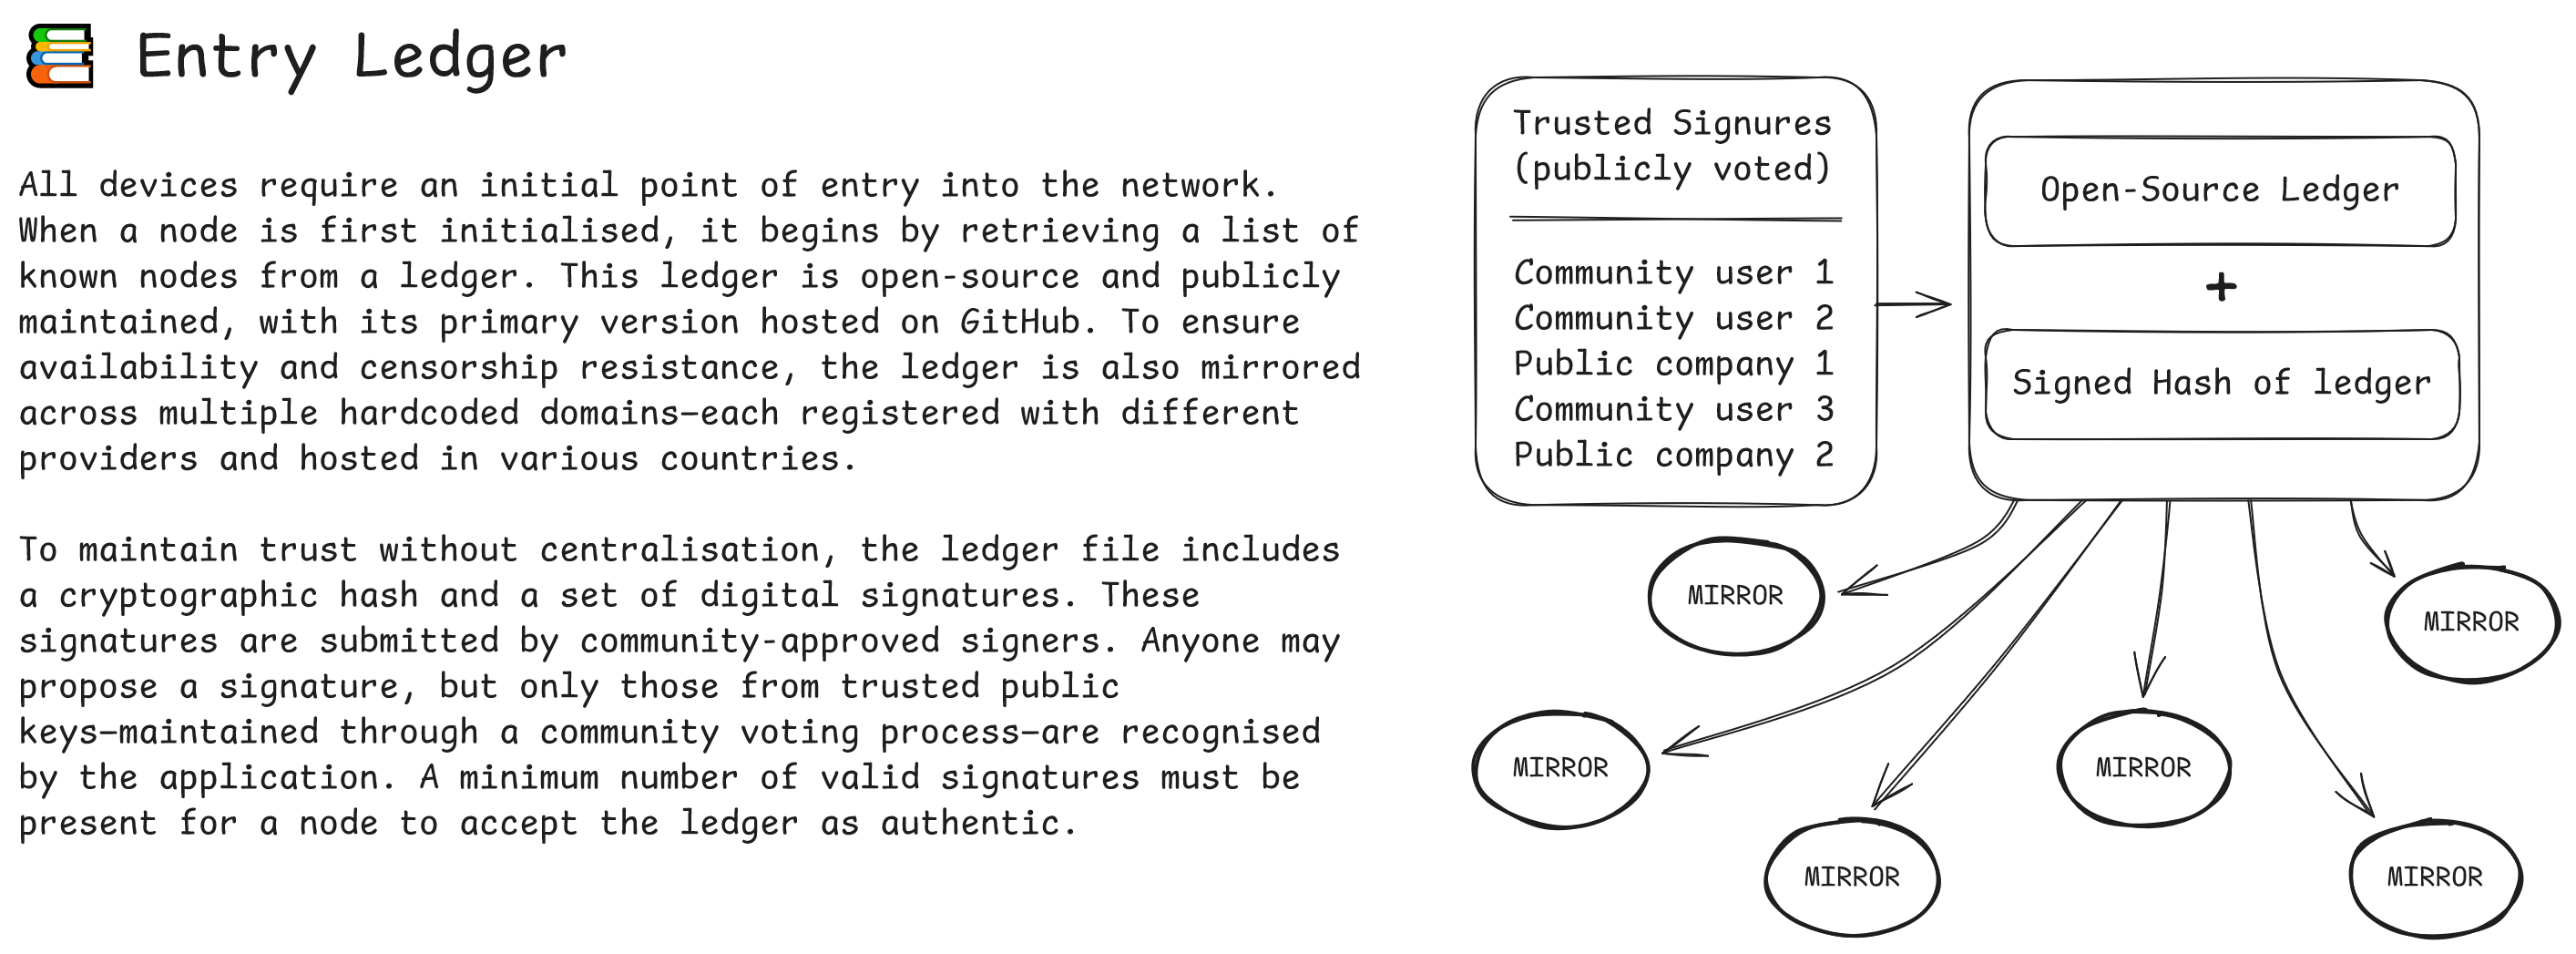 Entry Ledger
All devices require an initial point of entry into the network.
When a node is first initialised, it begins by retrieving a list of
known nodes from a ledger. This ledger is open-source and publicly
maintained, with its primary version hosted on GitHub. To ensure
availability and censorship resistance, the ledger is also mirrored
across multiple hardcoded domains—each registered with different
providers and hosted in various countries.
To maintain trust without centralisation, the ledger file includes
a cryptographic hash and a set of digital signatures. These
signatures are submitted by community-approved signers. Anyone may
propose a signature, but only those from trusted public
keys—maintained through a community voting process—are recognised
by the application. A minimum number of valid signatures must be
present for a node to accept the ledger as authentic.
Trusted Signures
(publicly voted)
Community user 1
Community user 2
Public company 1
Community user 3
Public company 2
Open-Source Ledger
+
Signed Hash of ledger
MIRROR
MIRROR
MIRROR
MIRROR
MIRROR
MIRROR